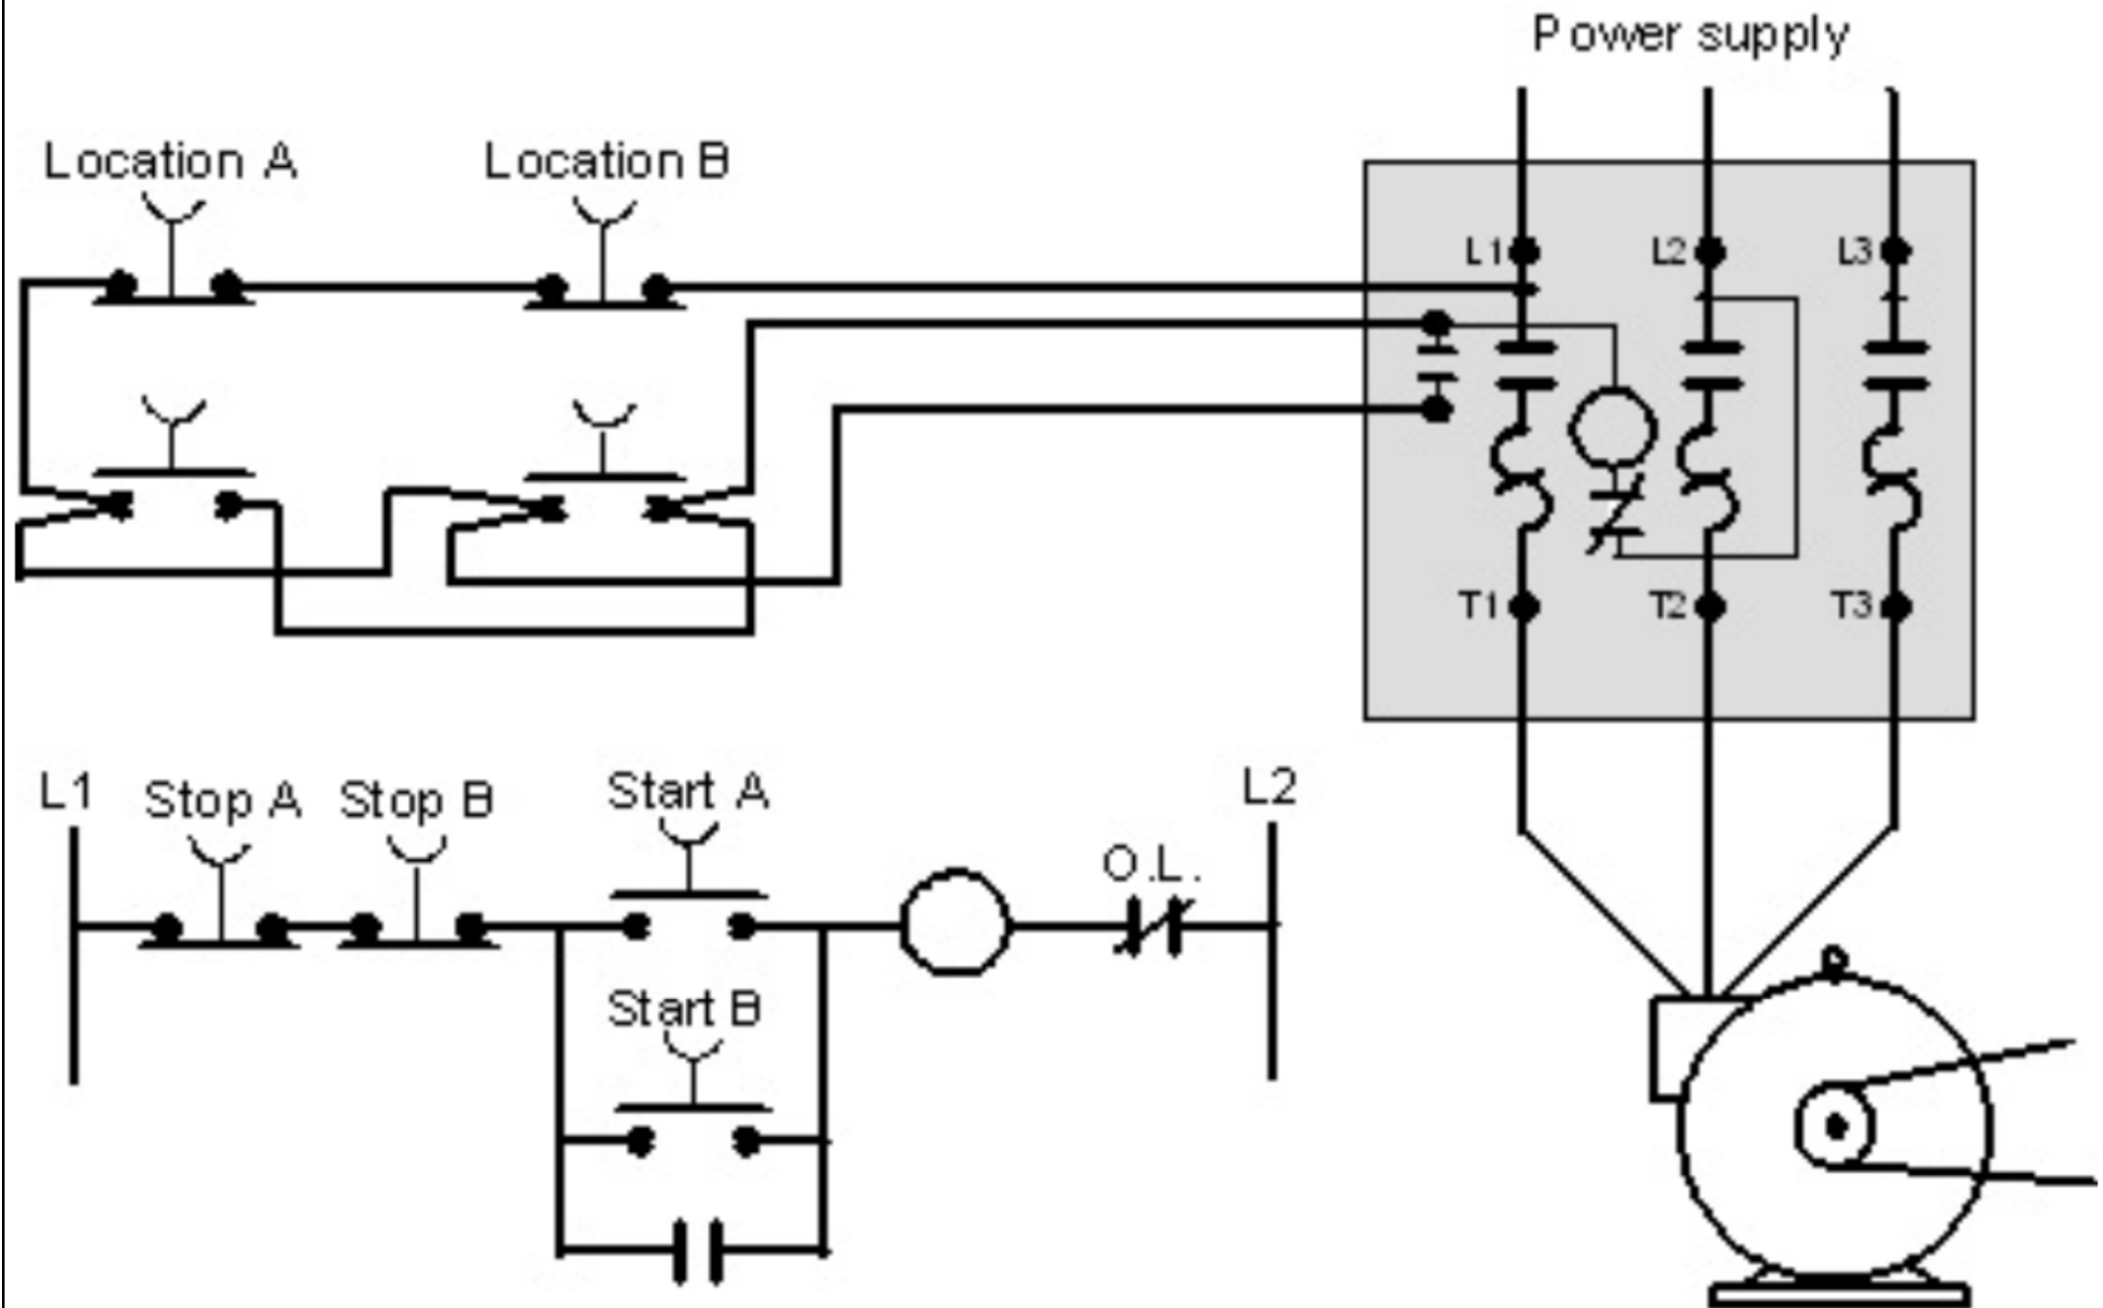 Power supply
Location A
Location B
L1
L2
L3
T1
T2
T3
L1
Stop A
Stop B
Start A
L2
O.L.
Start B